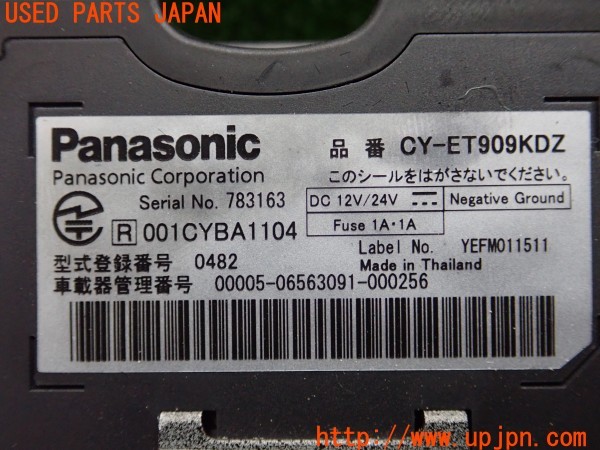 USED PARTS JAPAN
Panasonic
品番 CY-ET909KDZ
Panasonic Corporation
このシールをはがさないでください。
Serial No. 783163
DC 12V/24V
Negative Ground
R 001CYBA1104
Fuse 1A・1A
Label No. YEFM011511
型式登録番号 0482
Made in Thailand
車載器管理番号 00005-06563091-000256
http://www.upjpn.com